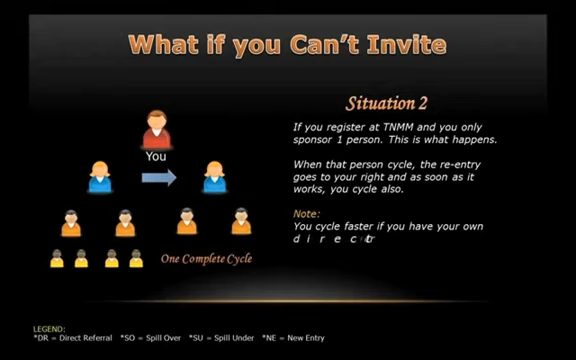 What if you Can't Invite
Situation 2
If you register at TNMM and you only
sponsor 1 person. This is what happens.
When that person cycle, the re-entry
goes to your right and as soon as it
works, you cycle also.
Note:
You cycle faster if you have your own
You
One Complete Cycle
LEGEND:
*DR = Direct Referral *SO = Spill Over *SU = Spill Under *NE = New Entry